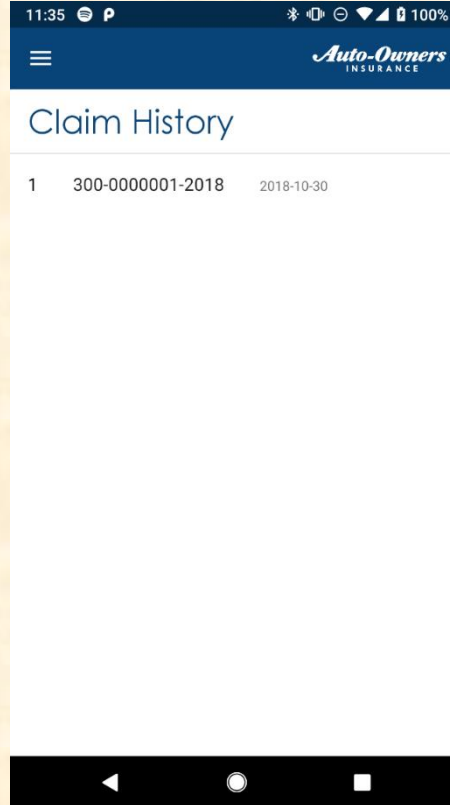 11:35 100%
Auto-Owners
INSURANCE
Claim History
1 300-0000001-2018 2018-10-30